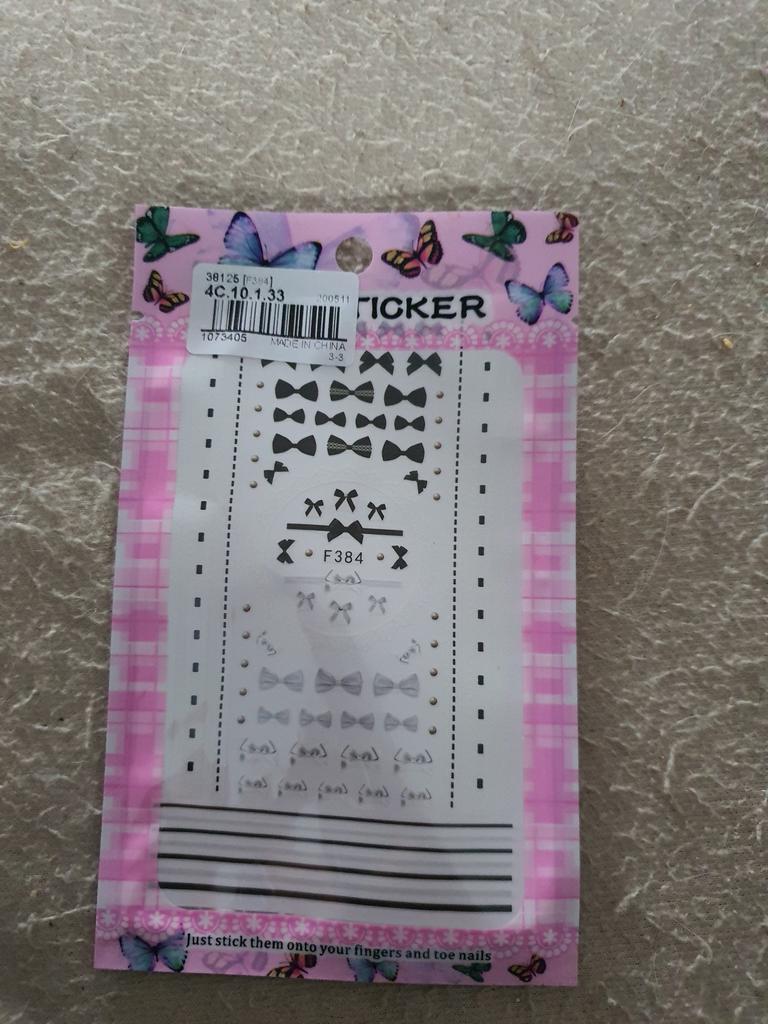 38125 [F384]
4C.10.1.33 200511
1073405 MADE IN CHINA
3-3
TICKER
F384
Just stick them onto your fingers and toe nails